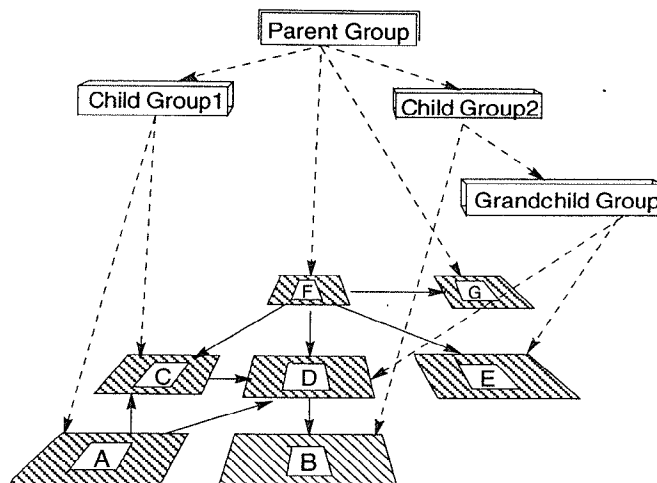 Parent Group
Child Group1
Child Group2
Grandchild Group
F
G
C
D
E
A
B